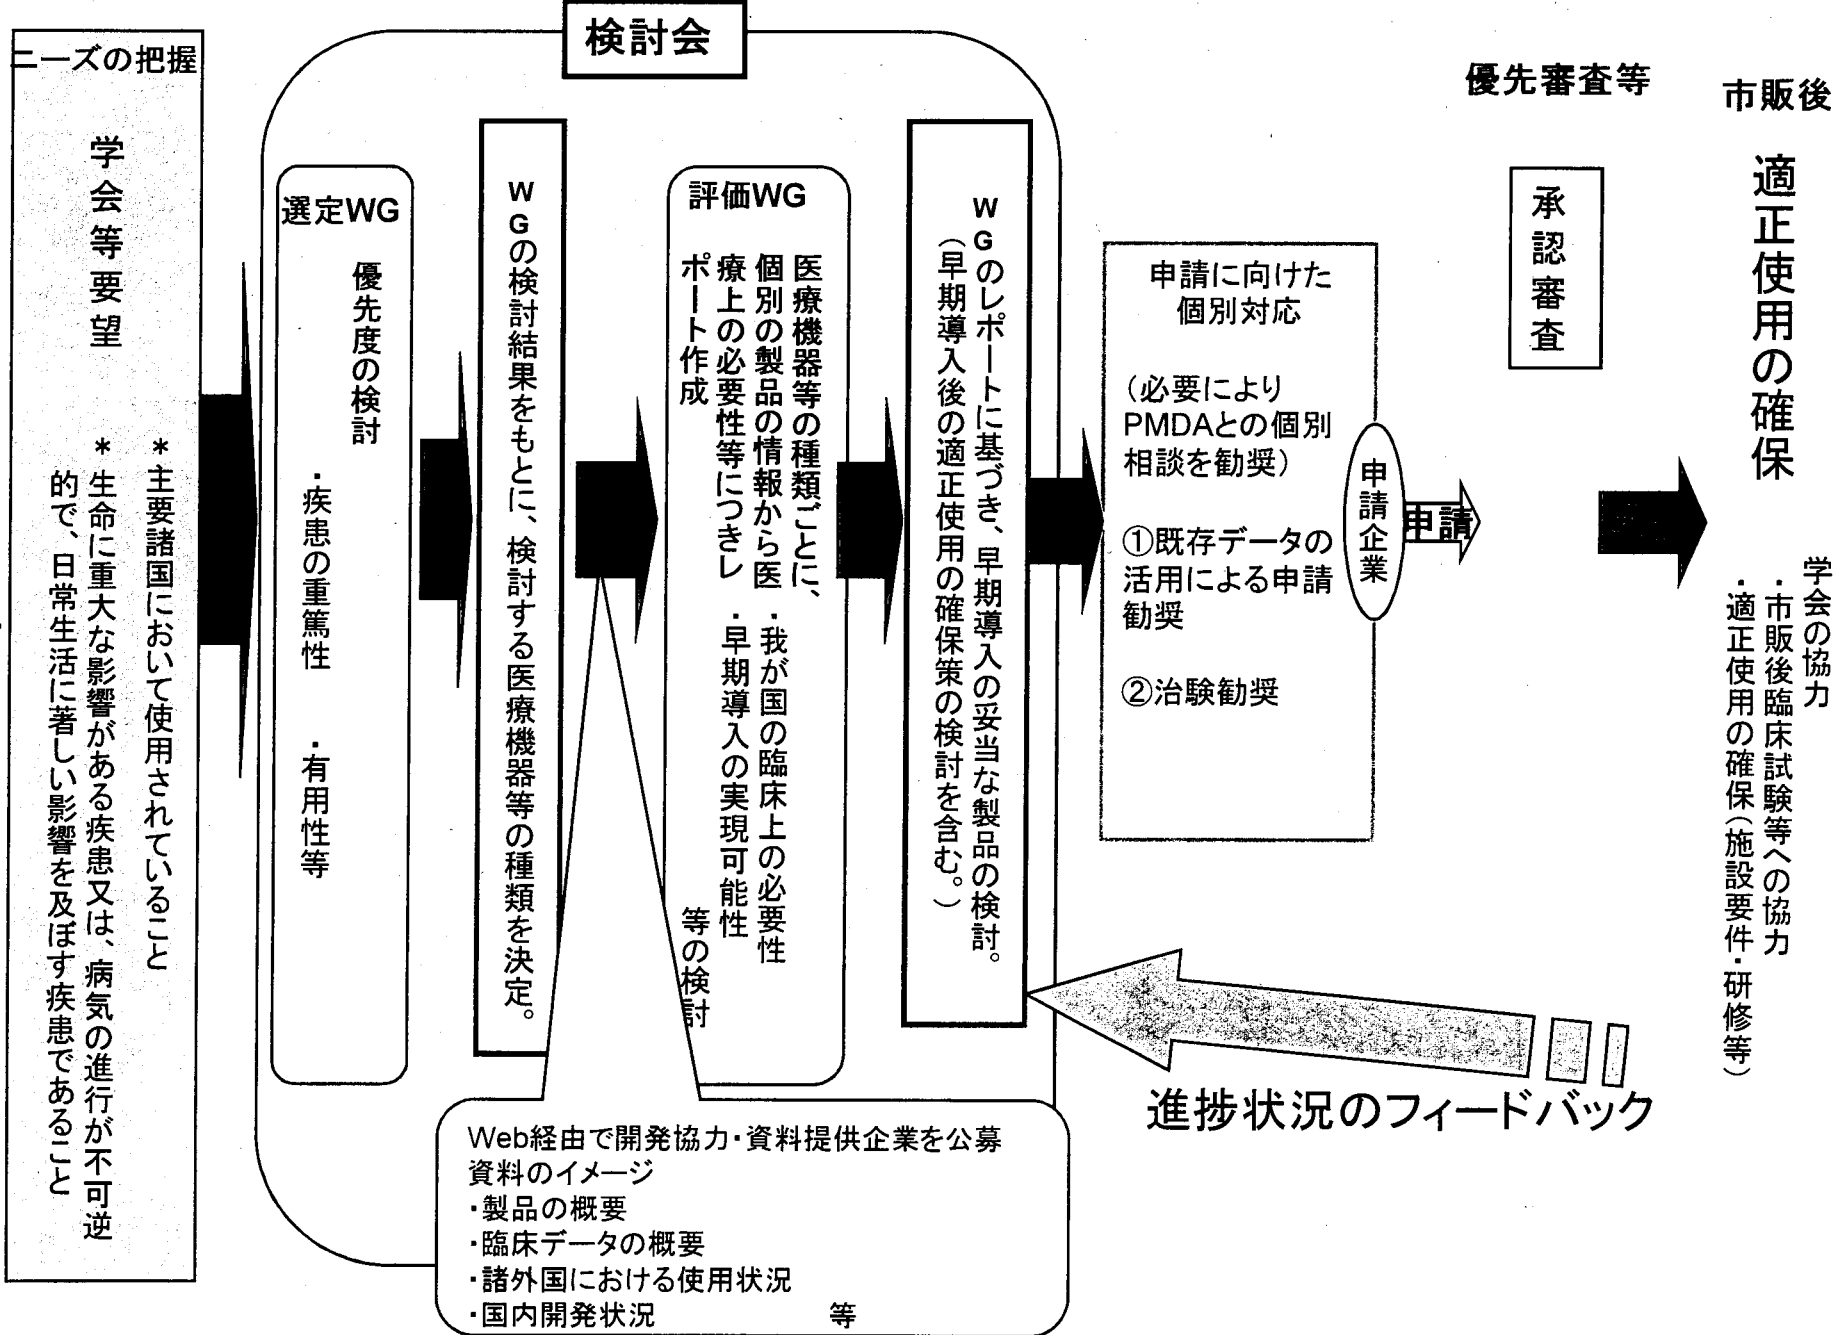 検討会
ニーズの把握
学会等要望
＊主要諸国において使用されていること
＊生命に重大な影響がある疾患又は、病気の進行が不可逆
的で、日常生活に著しい影響を及ぼす疾患であること
選定WG
優先度の検討
・疾患の重篤性　・有用性等
WGの検討結果をもとに、検討する医療機器等の種類を決定。
評価WG
医療機器等の種類ごとに、
個別の製品の情報から医
療上の必要性等につきレ
ポート作成
・我が国の臨床上の必要性
・早期導入の実現可能性
等の検討
WGのレポートに基づき、早期導入の妥当な製品の検討。
（早期導入後の適正使用の確保策の検討を含む。）
申請に向けた
個別対応
（必要により
PMDAとの個別
相談を勧奨）
①既存データの
活用による申請
勧奨
②治験勧奨
申請企業
申請
優先審査等
承認審査
市販後
適正使用の確保
学会の協力
・市販後臨床試験等への協力
・適正使用の確保（施設要件・研修等）
進捗状況のフィードバック
Web経由で開発協力・資料提供企業を公募
資料のイメージ
・製品の概要
・臨床データの概要
・諸外国における使用状況
・国内開発状況　等